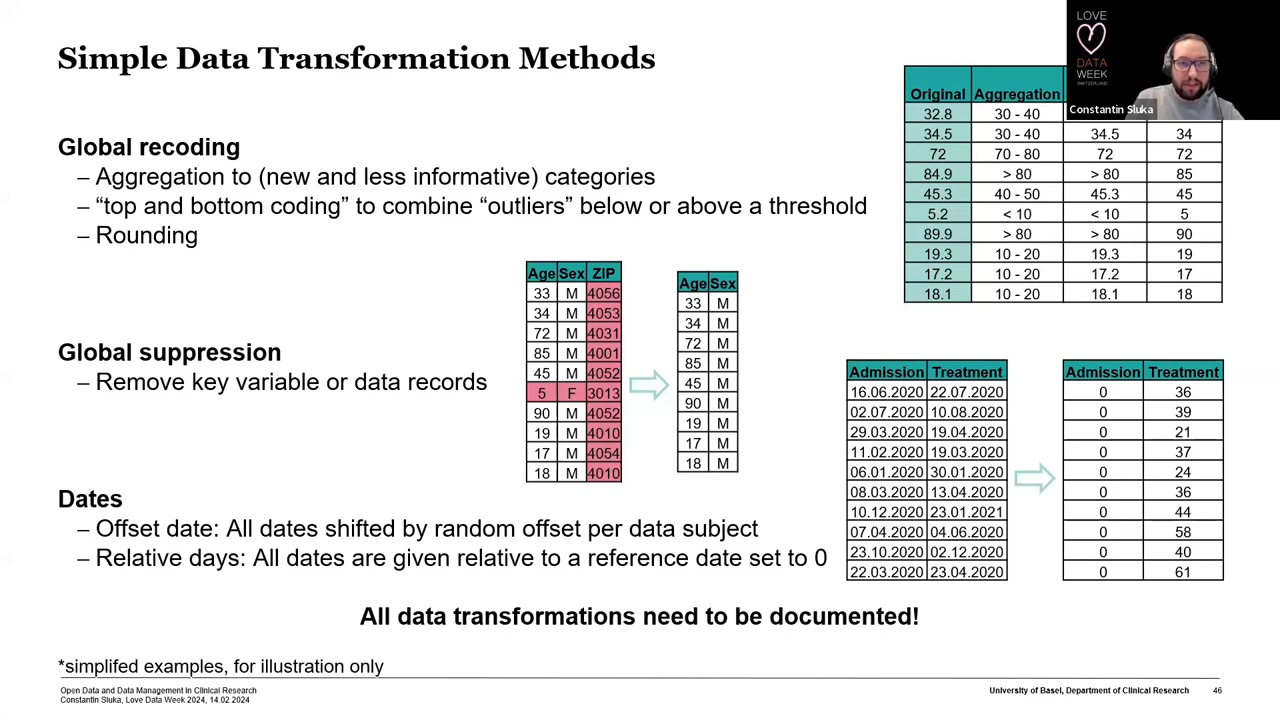 Simple Data Transformation Methods
LOVE
DATA
WEEK
SWITZERLAND
Constantin Sluka
Global recoding
– Aggregation to (new and less informative) categories
– “top and bottom coding” to combine “outliers” below or above a threshold
– Rounding
Original Aggregation
32.8 30 - 40
34.5 30 - 40 34.5 34
72 70 - 80 72 72
84.9 > 80 > 80 85
45.3 40 - 50 45.3 45
5.2 < 10 < 10 5
89.9 > 80 > 80 90
19.3 10 - 20 19.3 19
17.2 10 - 20 17.2 17
18.1 10 - 20 18.1 18
Global suppression
– Remove key variable or data records
Age Sex ZIP
33 M 4056
34 M 4053
72 M 4031
85 M 4001
45 M 4052
5 F 3013
90 M 4052
19 M 4010
17 M 4054
18 M 4010
Age Sex
33 M
34 M
72 M
85 M
45 M
90 M
19 M
17 M
18 M
Dates
– Offset date: All dates shifted by random offset per data subject
– Relative days: All dates are given relative to a reference date set to 0
Admission Treatment
16.06.2020 22.07.2020
02.07.2020 10.08.2020
29.03.2020 19.04.2020
11.02.2020 19.03.2020
06.01.2020 30.01.2020
08.03.2020 13.04.2020
10.12.2020 23.01.2021
07.04.2020 04.06.2020
23.10.2020 02.12.2020
22.03.2020 23.04.2020
Admission Treatment
0 36
0 39
0 21
0 37
0 24
0 36
0 44
0 58
0 40
0 61
All data transformations need to be documented!
*simplifed examples, for illustration only
Open Data and Data Management in Clinical Research
Constantin Sluka, Love Data Week 2024, 14.02.2024
University of Basel, Department of Clinical Research 46